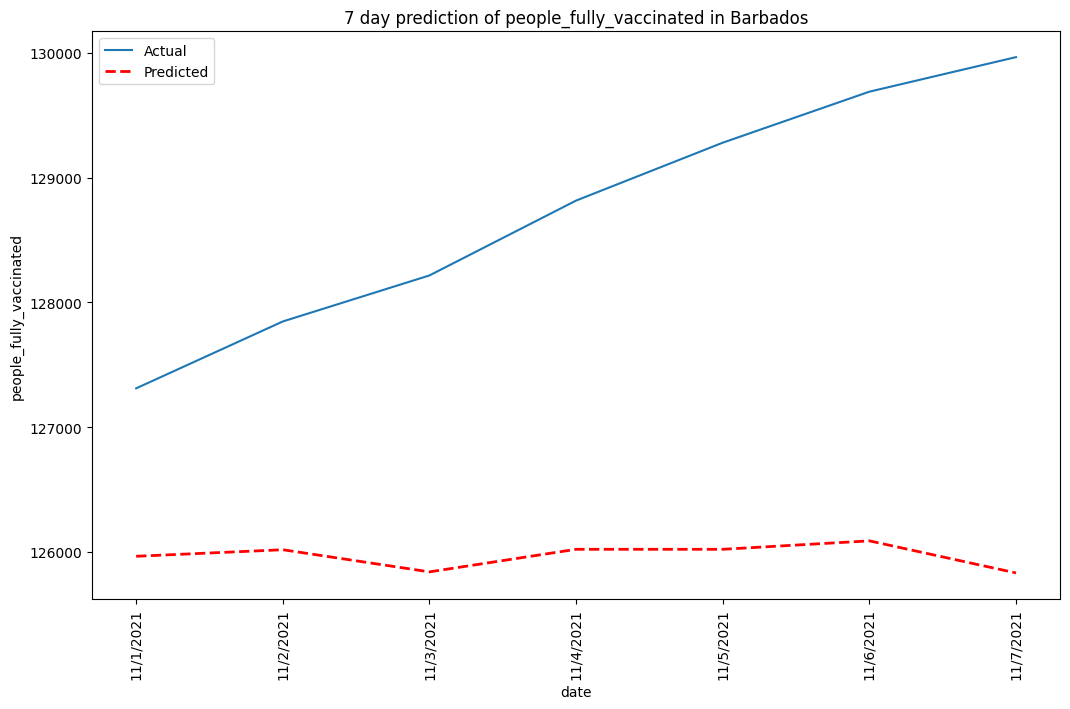 7 day prediction of people_fully_vaccinated in Barbados
Actual
Predicted
people_fully_vaccinated
130000
129000
128000
127000
126000
11/1/2021
11/2/2021
11/3/2021
11/4/2021
11/5/2021
11/6/2021
11/7/2021
date